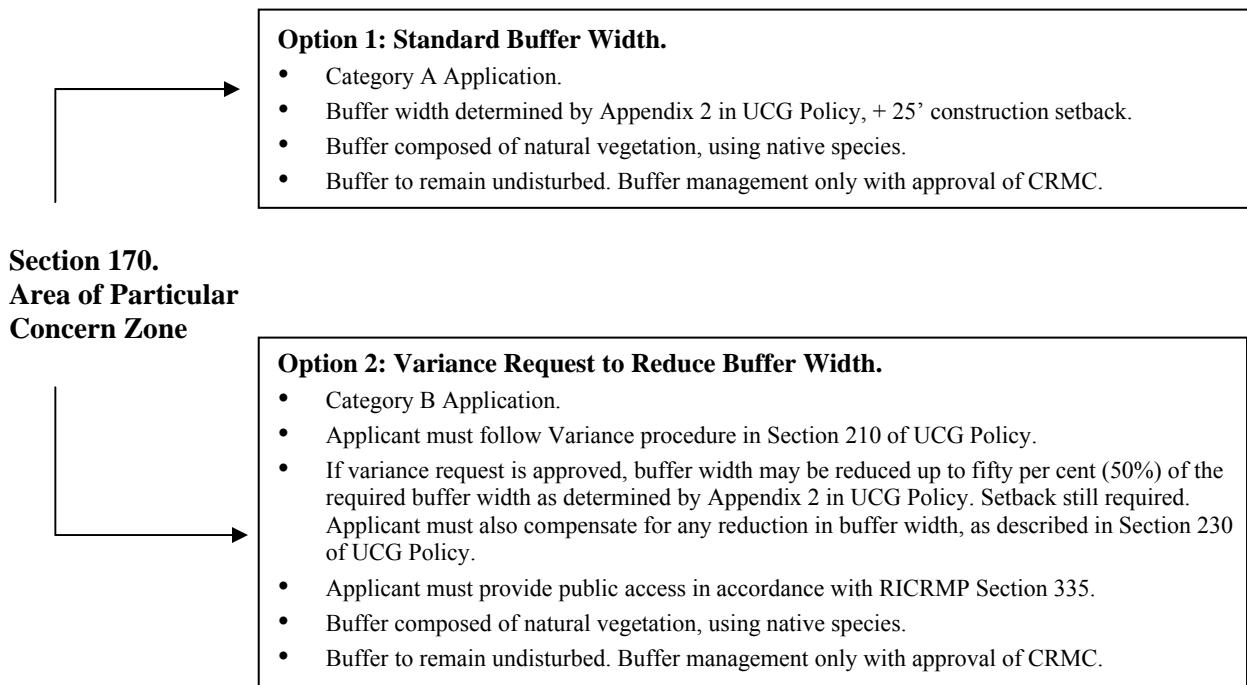 Option 1: Standard Buffer Width.
• Category A Application.
• Buffer width determined by Appendix 2 in UCG Policy, + 25’ construction setback.
• Buffer composed of natural vegetation, using native species.
• Buffer to remain undisturbed. Buffer management only with approval of CRMC.
Section 170.
Area of Particular
Concern Zone
Option 2: Variance Request to Reduce Buffer Width.
• Category B Application.
• Applicant must follow Variance procedure in Section 210 of UCG Policy.
• If variance request is approved, buffer width may be reduced up to fifty per cent (50%) of the
required buffer width as determined by Appendix 2 in UCG Policy. Setback still required.
Applicant must also compensate for any reduction in buffer width, as described in Section 230
of UCG Policy.
• Applicant must provide public access in accordance with RICRMP Section 335.
• Buffer composed of natural vegetation, using native species.
• Buffer to remain undisturbed. Buffer management only with approval of CRMC.